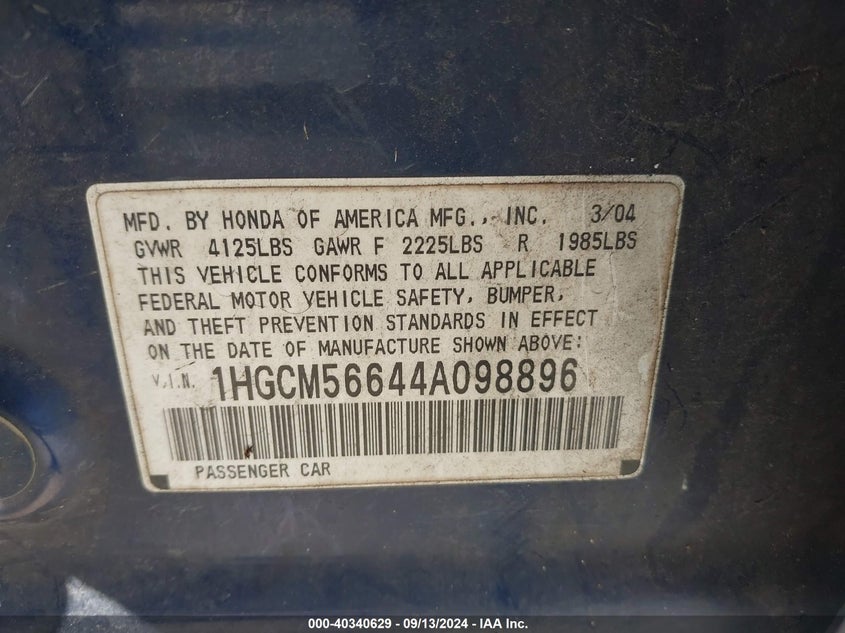 MFD. BY HONDA OF AMERICA MFG., INC. 3/04
GVWR 4125LBS GAWR F 2225LBS R 1985LBS
THIS VEHICLE CONFORMS TO ALL APPLICABLE
FEDERAL MOTOR VEHICLE SAFETY, BUMPER,
AND THEFT PREVENTION STANDARDS IN EFFECT
ON THE DATE OF MANUFACTURE SHOWN ABOVE:
V.I.N. 1HGCM56644A098896
PASSENGER CAR
000-40340629 - 09/13/2024 - IAA Inc.